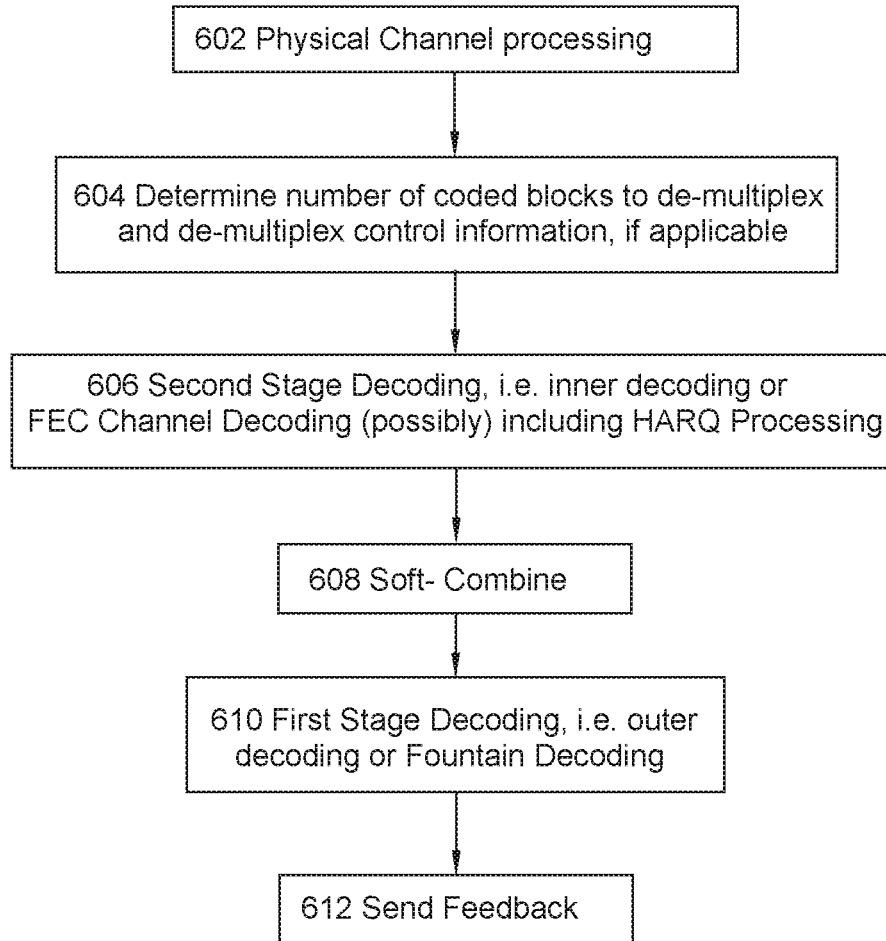 602 Physical Channel processing
604 Determine number of coded blocks to de-multiplex
and de-multiplex control information, if applicable
606 Second Stage Decoding, i.e. inner decoding or
FEC Channel Decoding (possibly) including HARQ Processing
608 Soft- Combine
610 First Stage Decoding, i.e. outer
decoding or Fountain Decoding
612 Send Feedback